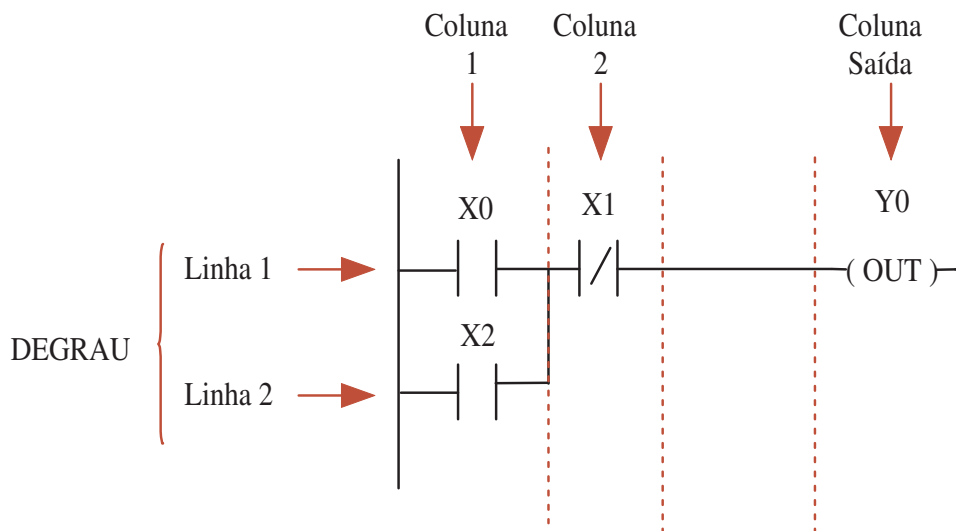 Coluna
1
Coluna
2
Coluna
Saída
X0
X1
Y0
Linha 1
( OUT )
DEGRAU
X2
Linha 2